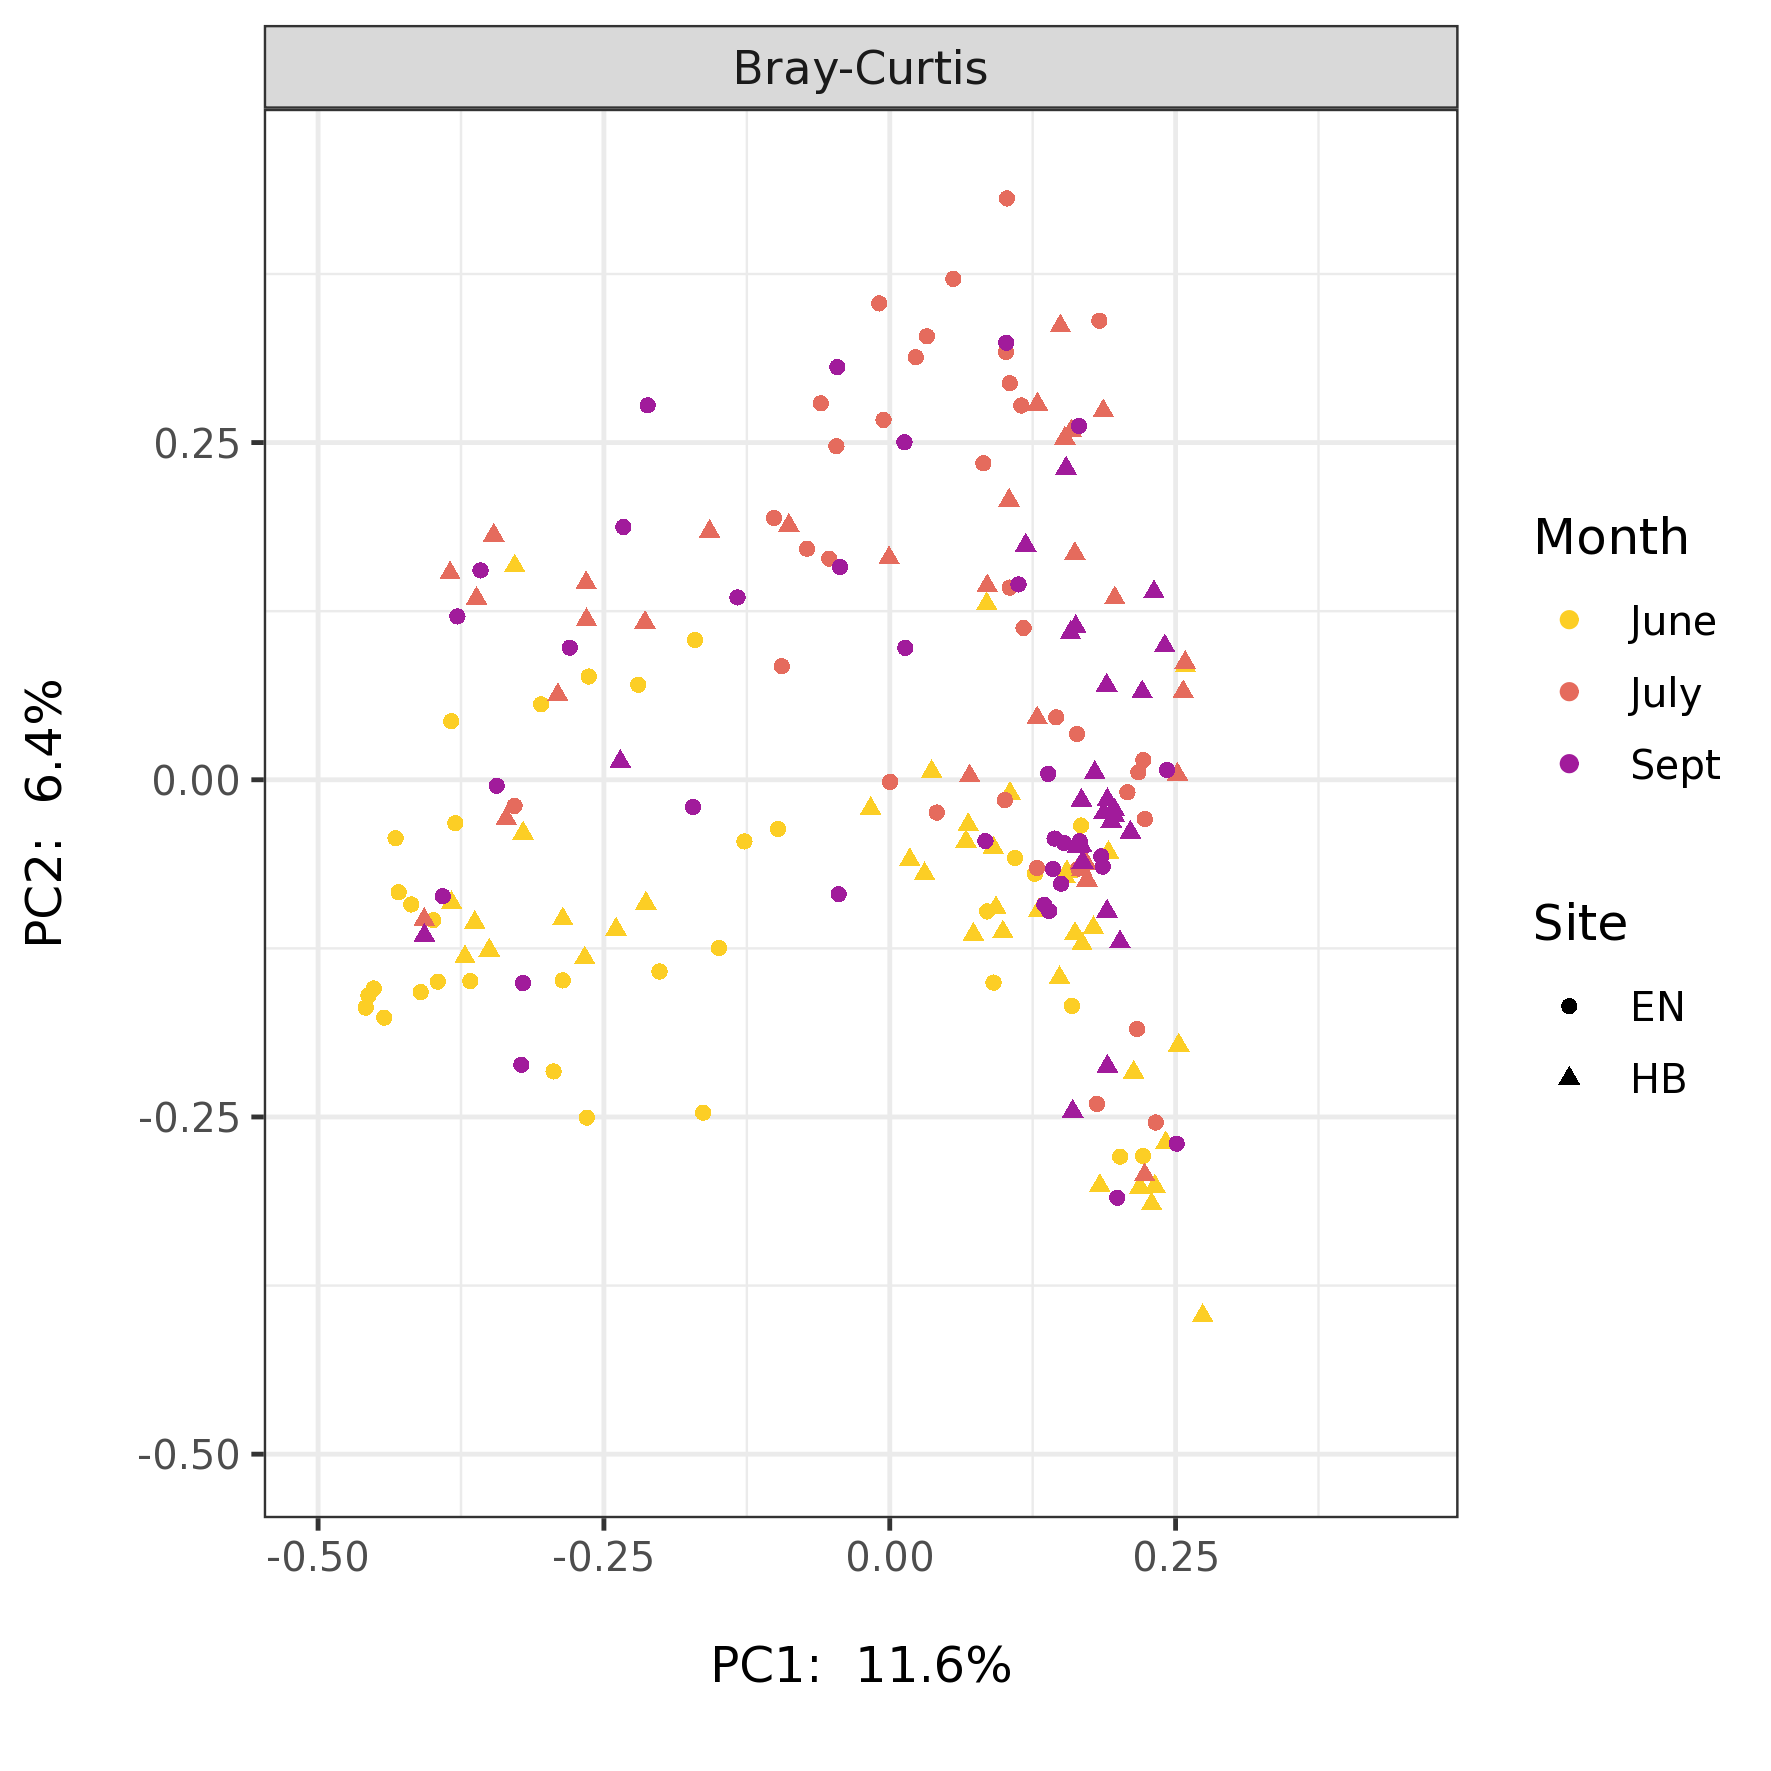 Bray-Curtis
0.25
0.00
-0.25
-0.50
PC2: 6.4%
-0.50 -0.25 0.00 0.25
PC1: 11.6%
Month
June
July
Sept
Site
EN
HB